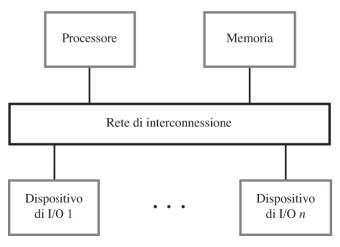 Processore
Memoria
Rete di interconnessione
Dispositivo
di I/O 1
. . .
Dispositivo
di I/O n